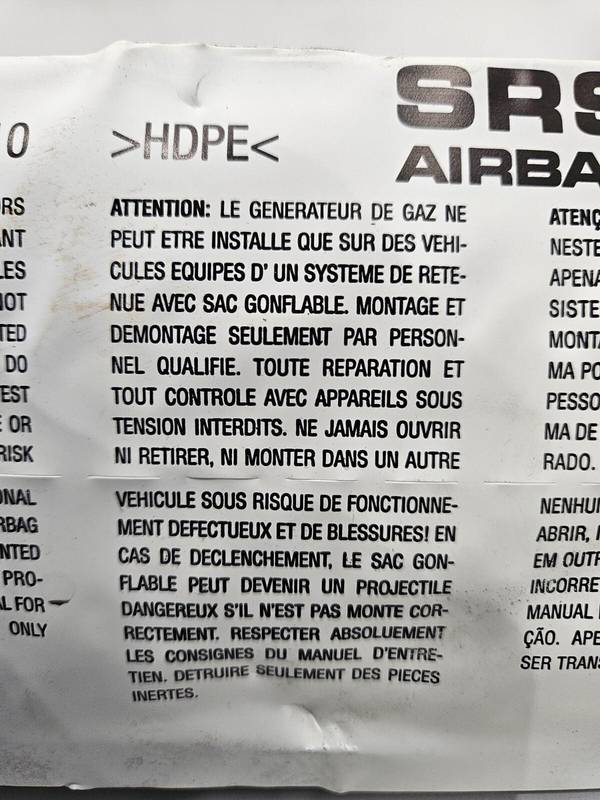 10
>HDPE<
SRS
AIRBA
RS
ANT
LES
NOT
TED
DO
EST
E OR
RISK
ONAL
RBAG
NTED
PRO-
AL FOR
ONLY
ATTENTION: LE GENERATEUR DE GAZ NE
PEUT ETRE INSTALLE QUE SUR DES VEHI-
CULES EQUIPES D' UN SYSTEME DE RETE-
NUE AVEC SAC GONFLABLE. MONTAGE ET
DEMONTAGE SEULEMENT PAR PERSON-
NEL QUALIFIE. TOUTE REPARATION ET
TOUT CONTROLE AVEC APPAREILS SOUS
TENSION INTERDITS. NE JAMAIS OUVRIR
NI RETIRER, NI MONTER DANS UN AUTRE
VEHICULE SOUS RISQUE DE FONCTIONNE-
MENT DEFECTUEUX ET DE BLESSURES! EN
CAS DE DECLENCHEMENT, LE SAC GON-
FLABLE PEUT DEVENIR UN PROJECTILE
DANGEREUX S'IL N'EST PAS MONTE COR-
RECTEMENT. RESPECTER ABSOLUEMENT
LES CONSIGNES DU MANUEL D'ENTRE-
TIEN. DETRUIRE SEULEMENT DES PIECES
INERTES.
ATENÇ
NESTE
APENA
SISTE
MONTA
MA PO
PESSO
MA DE
RADO.
NENHU
ABRIR,
EM OUT
INCORRE
MANUAL
ÇÃO. APE
SER TRAN